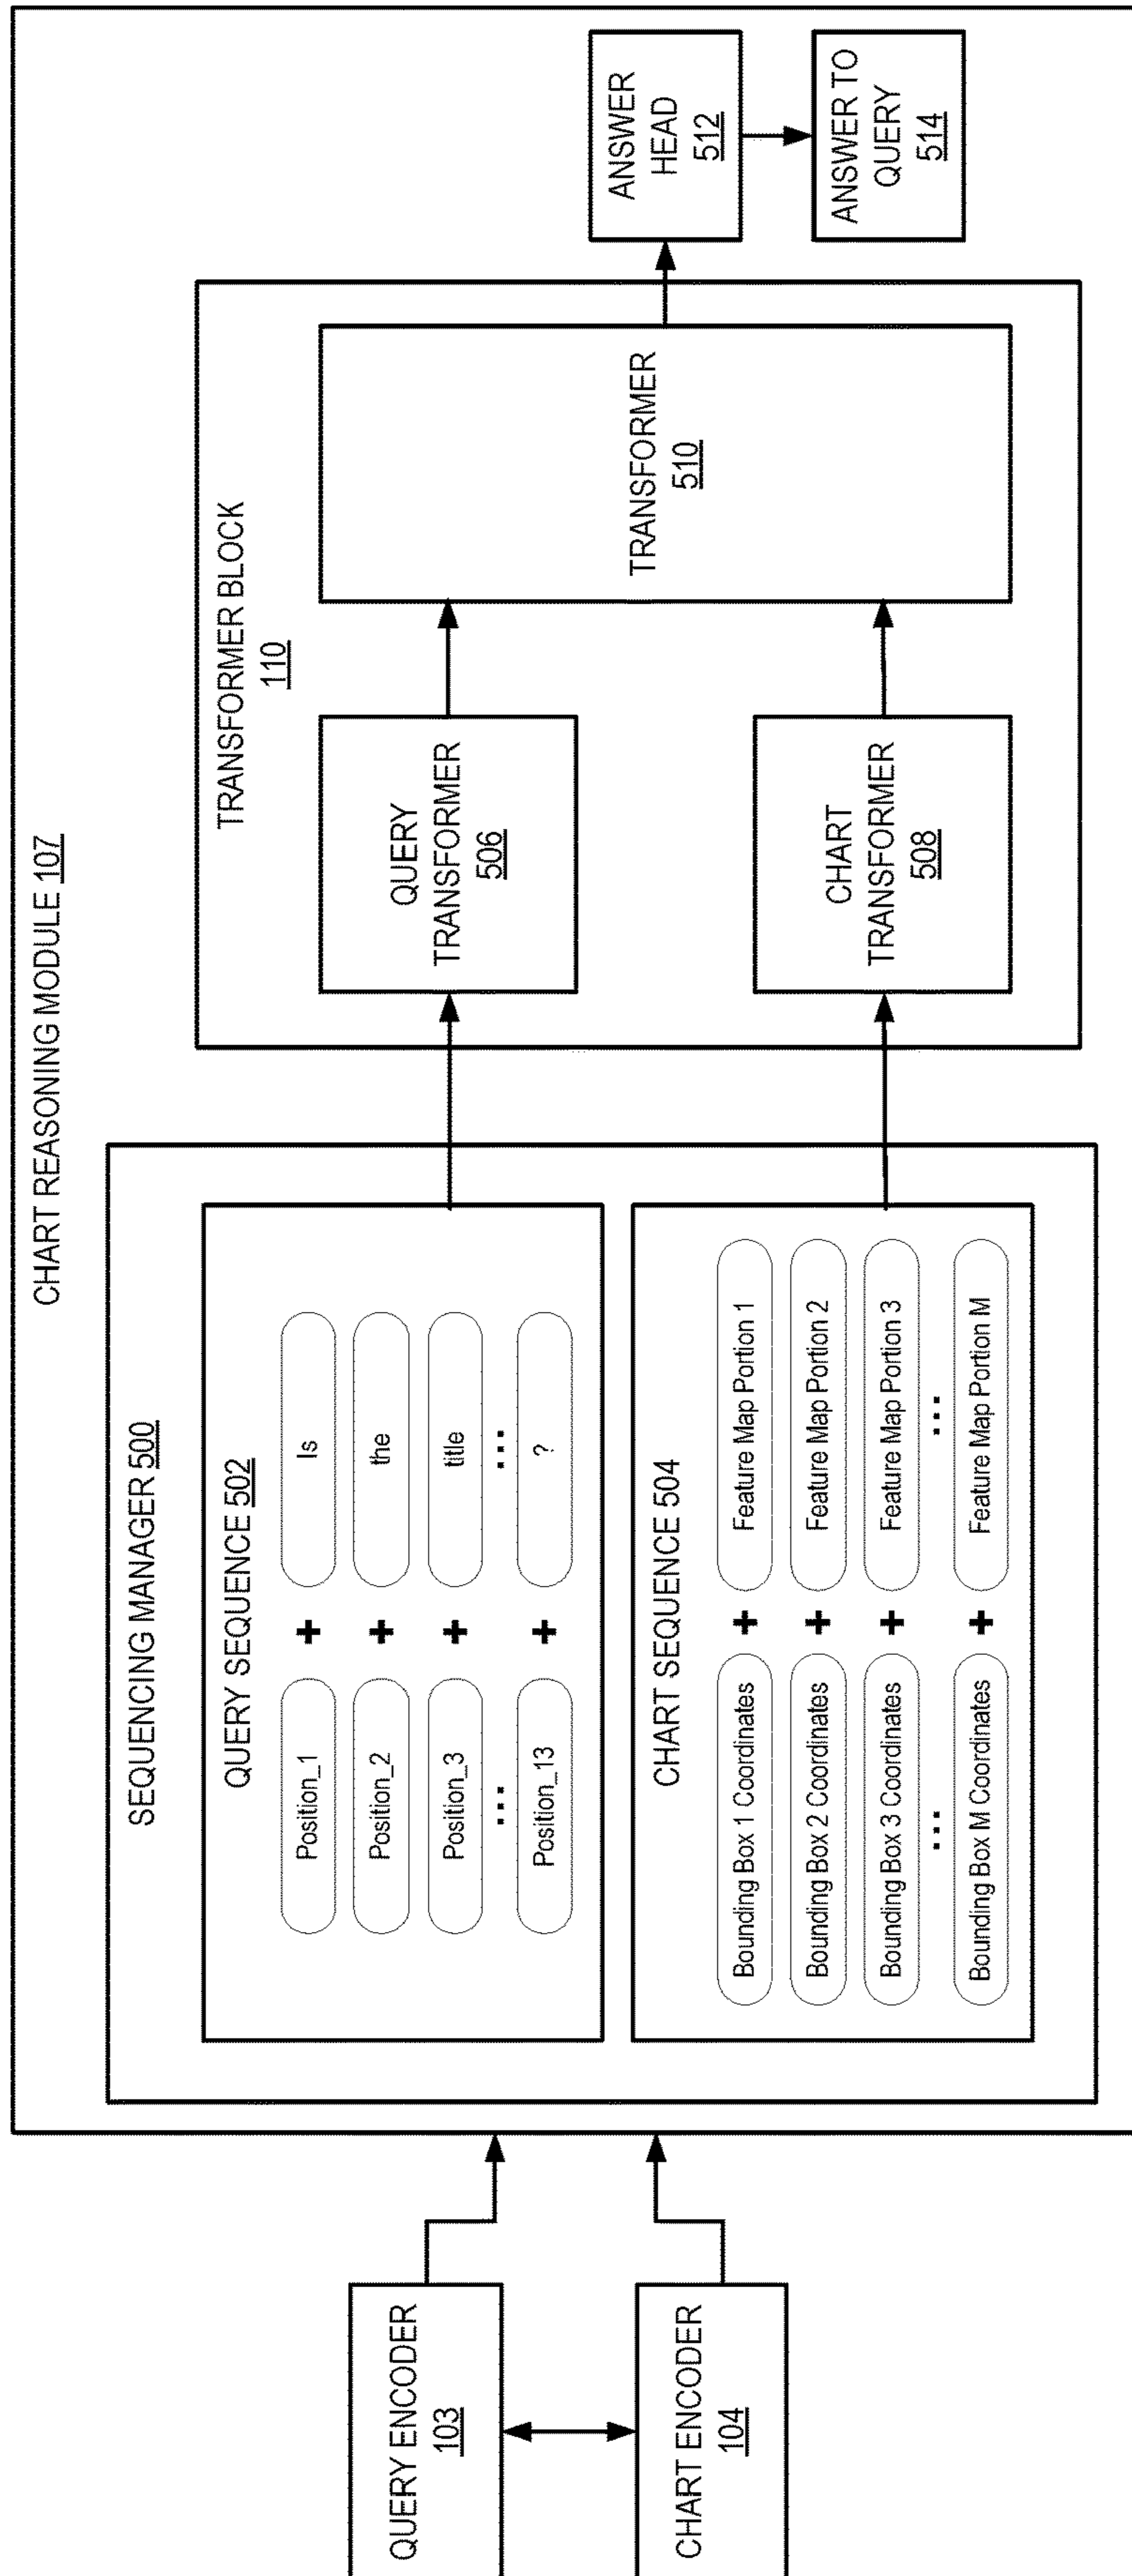 CHART REASONING MODULE 107
QUERY ENCODER
103
CHART ENCODER
104
SEQUENCING MANAGER 500
QUERY SEQUENCE 502
Position_1 + Is
Position_2 + the
Position_3 + title
... ...
Position_13 + ?
CHART SEQUENCE 504
Bounding Box 1 Coordinates + Feature Map Portion 1
Bounding Box 2 Coordinates + Feature Map Portion 2
Bounding Box 3 Coordinates + Feature Map Portion 3
... ...
Bounding Box M Coordinates + Feature Map Portion M
TRANSFORMER BLOCK
110
QUERY
TRANSFORMER
506
CHART
TRANSFORMER
508
TRANSFORMER
510
ANSWER
HEAD
512
ANSWER TO
QUERY
514